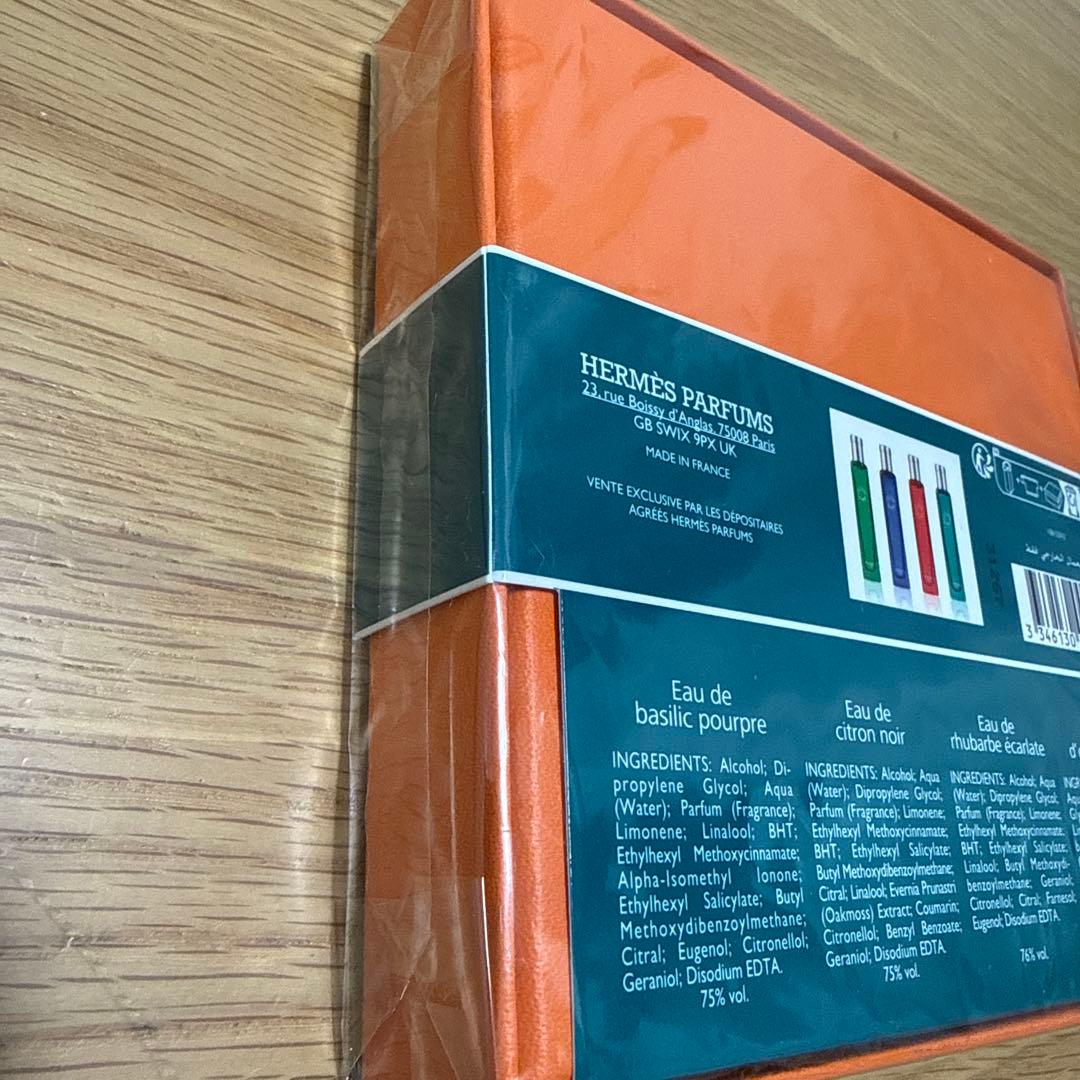 HERMÈS PARFUMS
23, rue Boissy d'Anglas, 75008 Paris
GB SW1X 9PX UK
MADE IN FRANCE
VENTE EXCLUSIVE PAR LES DÉPOSITAIRES
AGRÉÉS HERMÈS PARFUMS
3 346130
Eau de
basilic pourpre
INGREDIENTS: Alcohol; Di-
propylene Glycol; Aqua
(Water); Parfum (Fragrance);
Limonene; Linalool; BHT;
Ethylhexyl Methoxycinnamate;
Alpha-Isomethyl Ionone;
Ethylhexyl Salicylate; Butyl
Methoxydibenzoylmethane;
Citral; Eugenol; Citronellol;
Geraniol; Disodium EDTA.
75% vol.
Eau de
citron noir
INGREDIENTS: Alcohol; Aqua
(Water); Dipropylene Glycol;
Parfum (Fragrance); Limonene;
Ethylhexyl Methoxycinnamate;
BHT; Ethylhexyl Salicylate;
Butyl Methoxydibenzoylmethane;
Citral; Linalool; Evernia Prunastri
(Oakmoss) Extract; Coumarin;
Citronellol; Benzyl Benzoate;
Geraniol; Disodium EDTA.
75% vol.
Eau de
rhubarbe écarlate
INGREDIENTS: Alcohol; Aqua
(Water); Dipropylene Glycol;
Parfum (Fragrance); Limonene;
Ethylhexyl Methoxycinnamate;
BHT; Ethylhexyl Salicylate;
Linalool; Butyl Methoxydi-
benzoylmethane; Geraniol;
Citronellol; Citral; Farnesol;
Eugenol; Disodium EDTA.
76% vol.